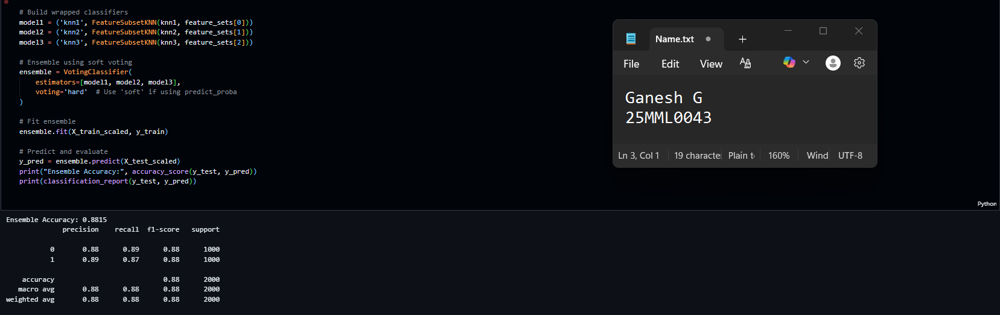 # Build wrapped classifiers
model1 = ('knn1', FeatureSubsetKNN(knn1, feature_sets[0]))
model2 = ('knn2', FeatureSubsetKNN(knn2, feature_sets[1]))
model3 = ('knn3', FeatureSubsetKNN(knn3, feature_sets[2]))
# Ensemble using soft voting
ensemble = VotingClassifier(
    estimators=[model1, model2, model3],
    voting='hard'  # Use 'soft' if using predict_proba
)
# Fit ensemble
ensemble.fit(X_train_scaled, y_train)
# Predict and evaluate
y_pred = ensemble.predict(X_test_scaled)
print("Ensemble Accuracy:", accuracy_score(y_test, y_pred))
print(classification_report(y_test, y_pred))
Python
Name.txt
File Edit View
Ganesh G
25MML0043
Ln 3, Col 1 19 character Plain t 160% Wind UTF-8
Ensemble Accuracy: 0.8815
              precision    recall  f1-score   support
           0       0.88      0.89      0.88      1000
           1       0.89      0.87      0.88      1000
    accuracy                           0.88      2000
   macro avg       0.88      0.88      0.88      2000
weighted avg       0.88      0.88      0.88      2000